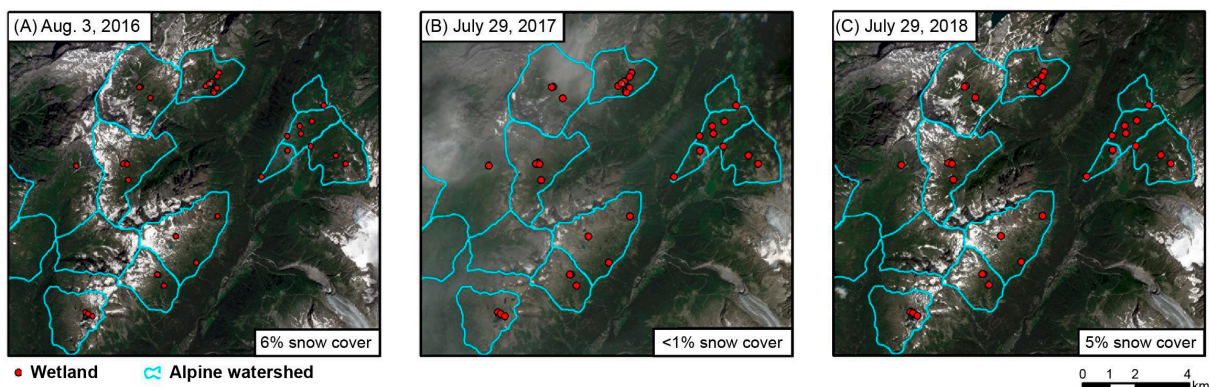 (A) Aug. 3, 2016
(B) July 29, 2017
(C) July 29, 2018
6% snow cover
<1% snow cover
5% snow cover
Wetland
Alpine watershed
0 1 2 4
km